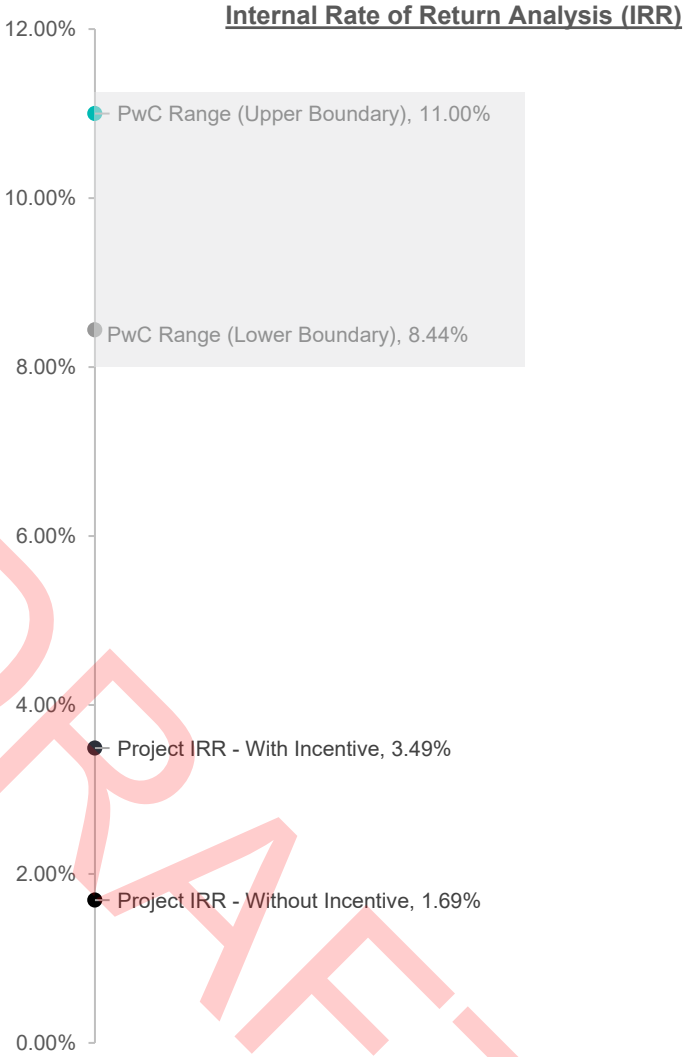 Internal Rate of Return Analysis (IRR)
12.00%
PwC Range (Upper Boundary), 11.00%
10.00%
PwC Range (Lower Boundary), 8.44%
8.00%
6.00%
4.00%
Project IRR - With Incentive, 3.49%
2.00%
Project IRR - Without Incentive, 1.69%
0.00%
DRAFT